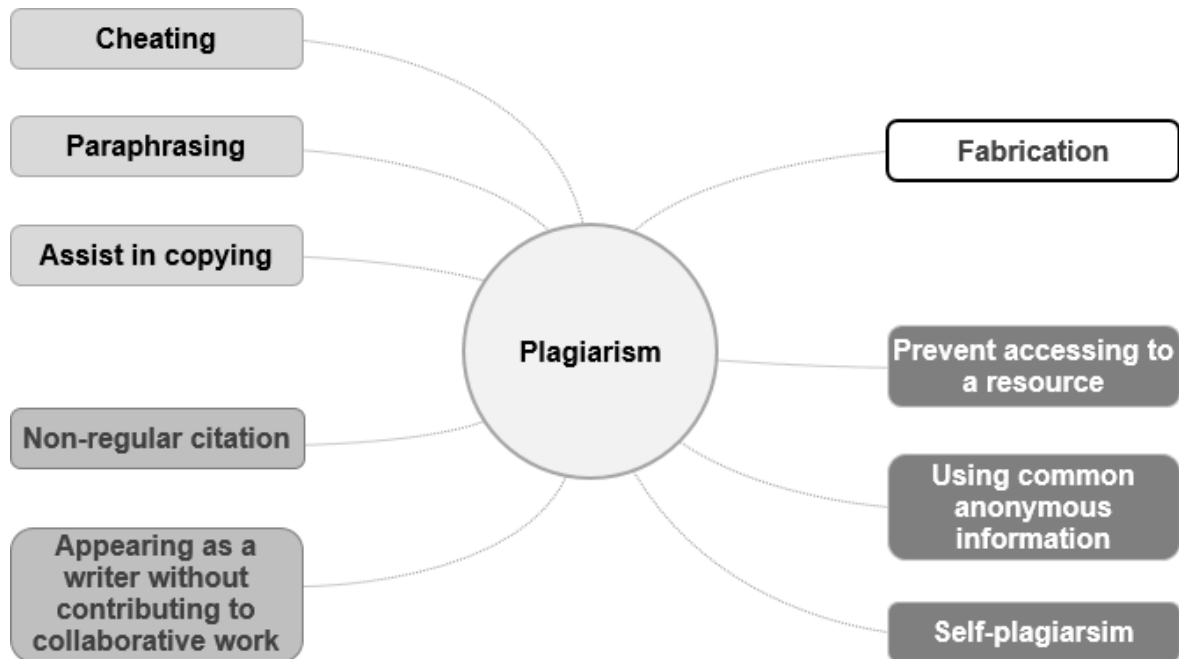 Cheating
Paraphrasing
Assist in copying
Non-regular citation
Appearing as a
writer without
contributing to
collaborative work
Plagiarism
Fabrication
Prevent accessing to
a resource
Using common
anonymous
information
Self-plagiarsim